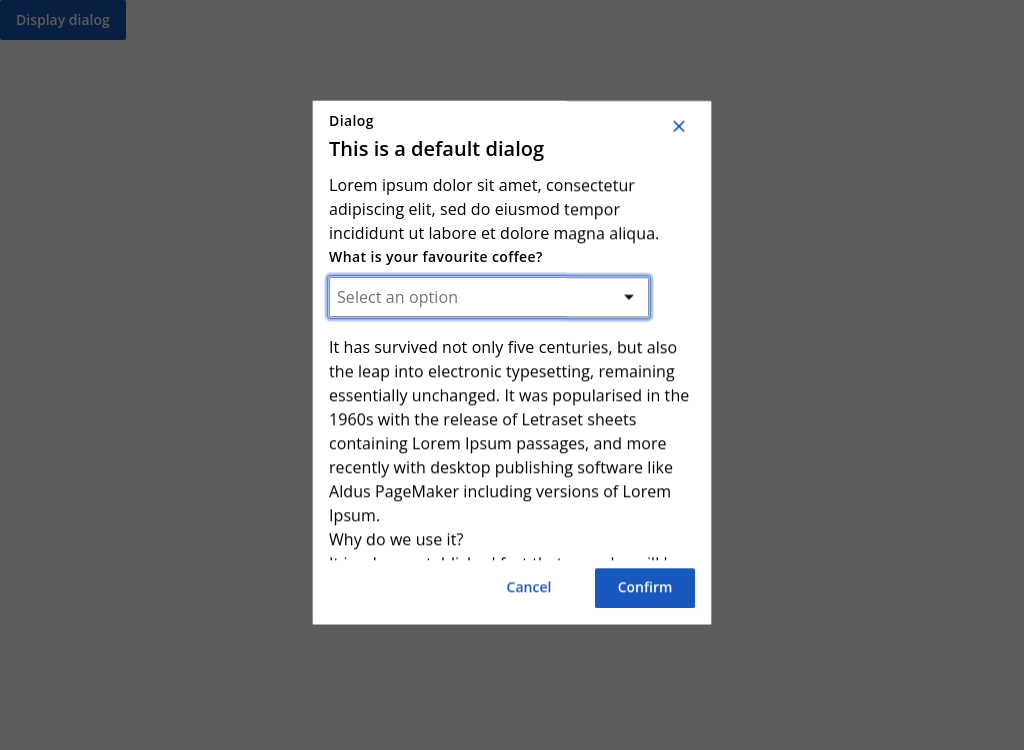 Display dialog
Dialog
This is a default dialog
Lorem ipsum dolor sit amet, consectetur
adipiscing elit, sed do eiusmod tempor
incididunt ut labore et dolore magna aliqua.
What is your favourite coffee?
Select an option
It has survived not only five centuries, but also
the leap into electronic typesetting, remaining
essentially unchanged. It was popularised in the
1960s with the release of Letraset sheets
containing Lorem Ipsum passages, and more
recently with desktop publishing software like
Aldus PageMaker including versions of Lorem
Ipsum.
Why do we use it?
Cancel
Confirm